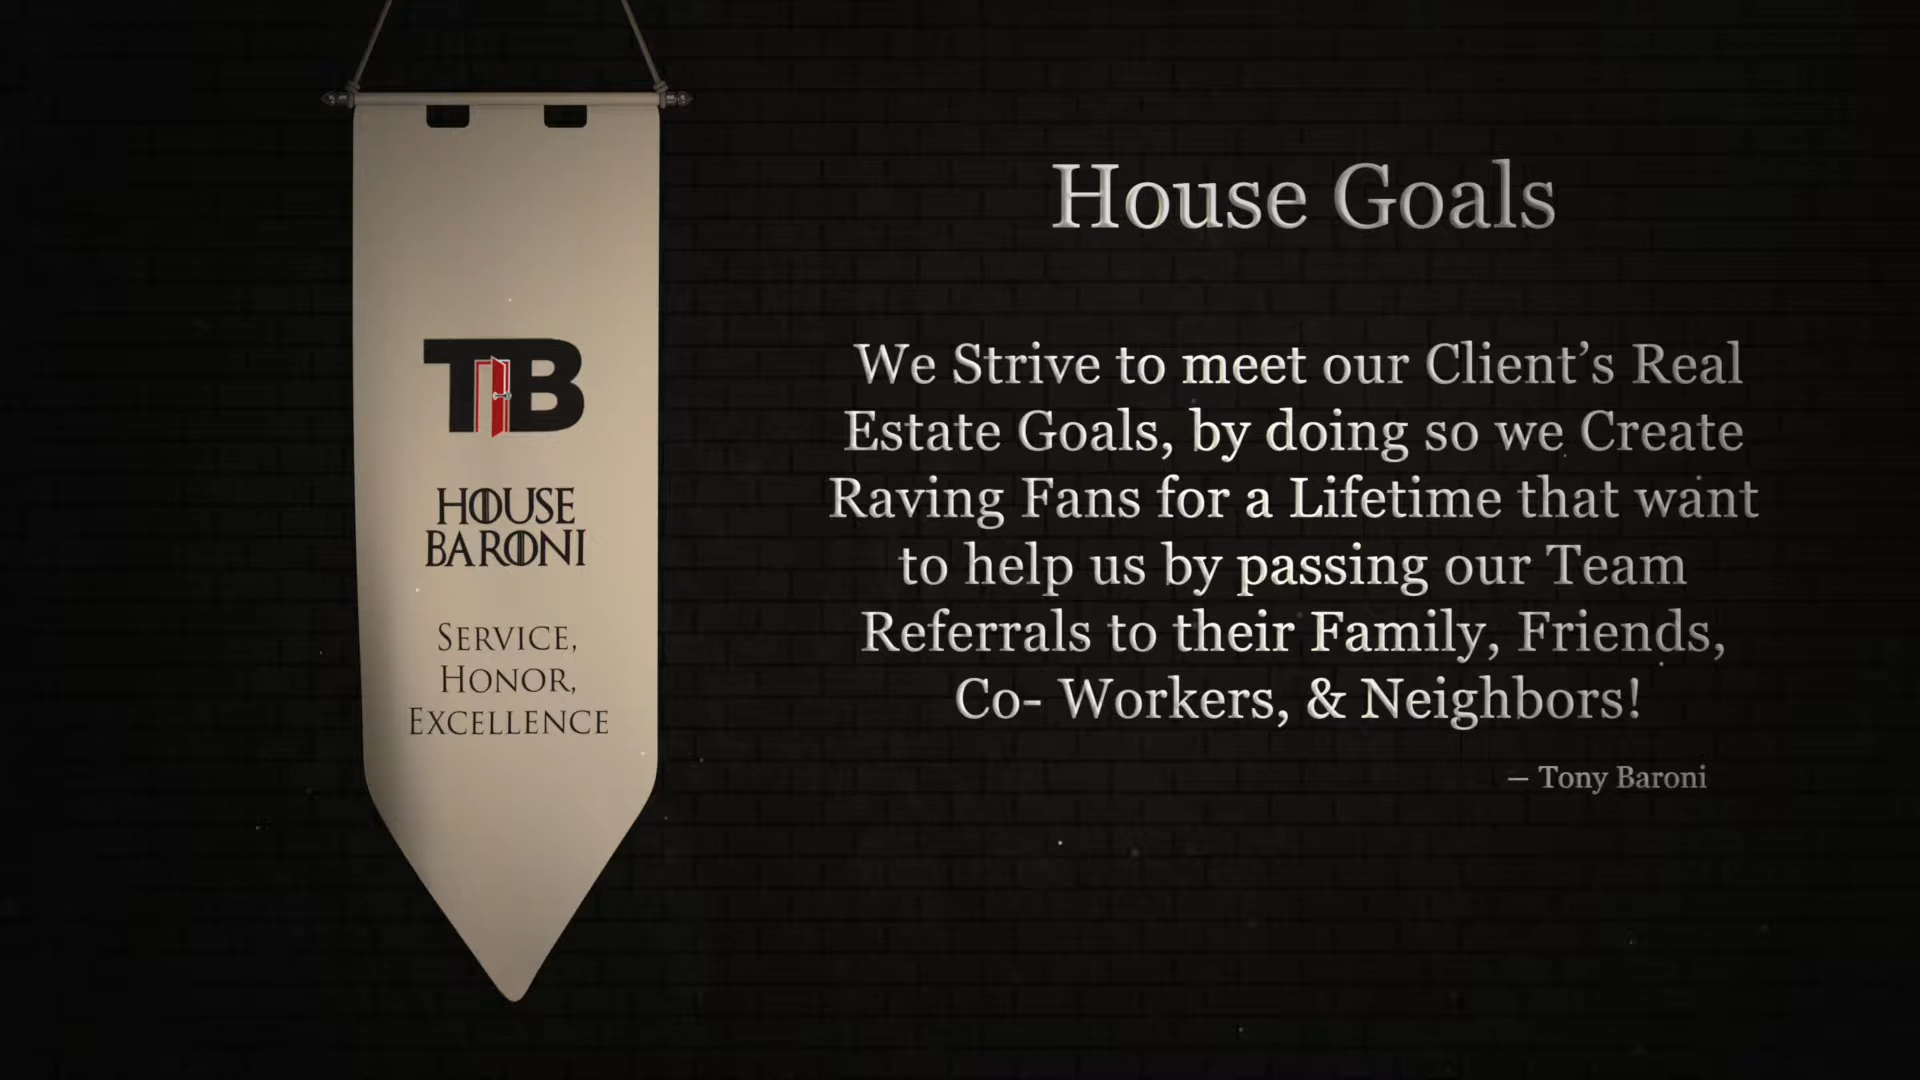 TB
HOUSE
BARONI
SERVICE,
HONOR,
EXCELLENCE
House Goals
We Strive to meet our Client’s Real
Estate Goals, by doing so we Create
Raving Fans for a Lifetime that want
to help us by passing our Team
Referrals to their Family, Friends,
Co- Workers, & Neighbors!
— Tony Baroni